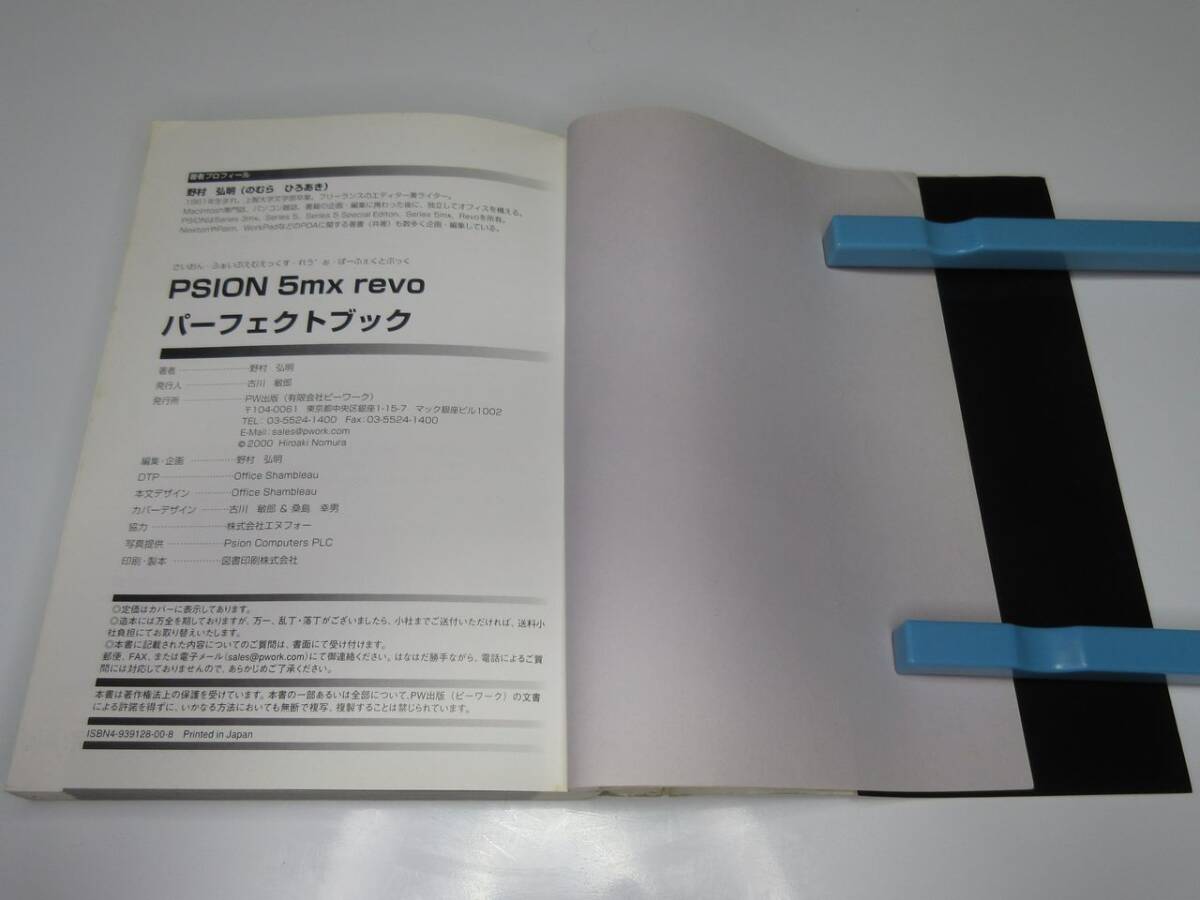 著者プロフィール
野村　弘明（のむら　ひろあき）
1961年生まれ。上智大学文学部卒業。フリーランスのエディター兼ライター。
Macintosh専門誌、パソコン雑誌、書籍の企画・編集に携わった後に、独立してオフィスを構える。
PSIONはSeries 3mx、Series 5、Series 5 Special Edition、Series 5mx、Revoを所有。
NewtonやPalm、WorkPadなどのPDAに関する著書（共著）も数多く企画・編集している。
さいおん・ふぁいぶえむえっくす・れう゛ぉ・ぱーふぇくとぶっく
PSION 5mx revo
パーフェクトブック
著者 野村　弘明
発行人 古川　敏郎
発行所 PW出版（有限会社ピーワーク）
〒104-0061　東京都中央区銀座1-15-7　マック銀座ビル1002
TEL：03-5524-1400　Fax：03-5524-1400
E-Mail：sales@pwork.com
© 2000 Hiroaki Nomura
編集・企画 野村　弘明
DTP Office Shambleau
本文デザイン Office Shambleau
カバーデザイン 古川　敏郎 & 桑島　幸男
協力 株式会社エヌフォー
写真提供 Psion Computers PLC
印刷・製本 図書印刷株式会社
◎定価はカバーに表示してあります。
◎造本には万全を期しておりますが、万一、乱丁・落丁がございましたら、小社までご送付いただければ、送料小
社負担にてお取り替えいたします。
◎本書に記載された内容についてのご質問は、書面にて受け付けます。
郵便、FAX、または電子メール（sales@pwork.com）にて御連絡ください。はなはだ勝手ながら、電話によるご質
問には対応しておりませんので、あらかじめご了承ください。
本書は著作権法上の保護を受けています。本書の一部あるいは全部について、PW出版（ピーワーク）の文書
による許諾を得ずに、いかなる方法においても無断で複写、複製することは禁じられています。
ISBN4-939128-00-8　Printed in Japan